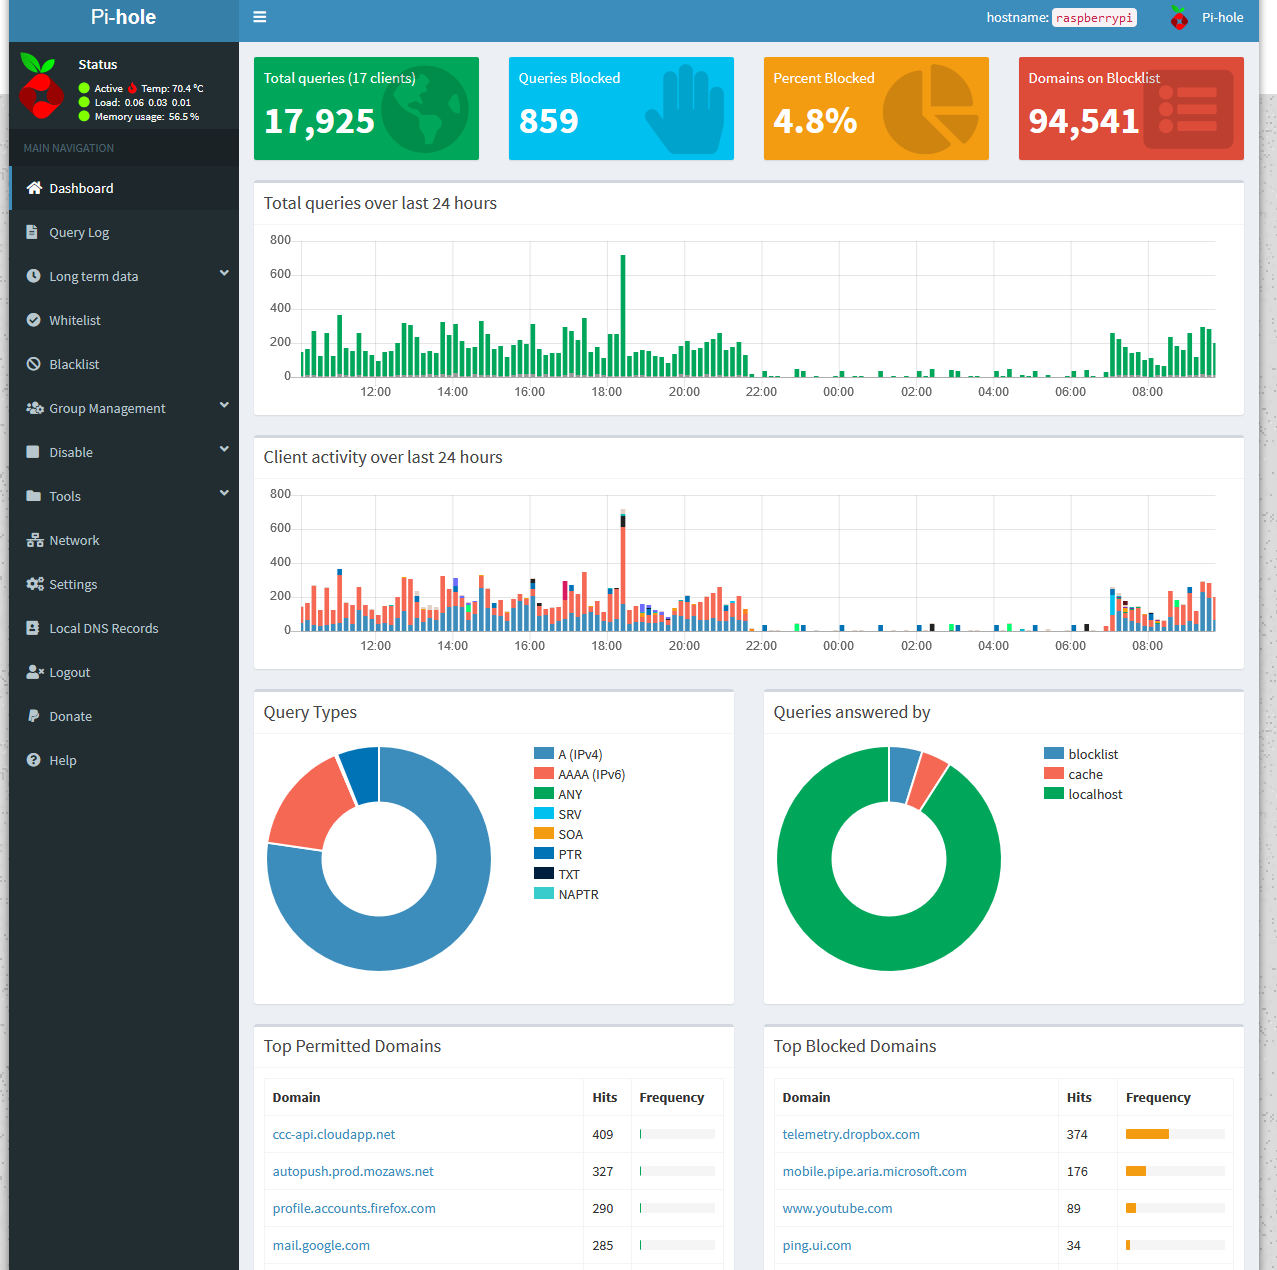 Pi-hole
hostname: raspberrypi
Pi-hole
Status
Active Temp: 70.4 °C
Load: 0.06 0.03 0.01
Memory usage: 56.5 %
MAIN NAVIGATION
Dashboard
Query Log
Long term data
Whitelist
Blacklist
Group Management
Disable
Tools
Network
Settings
Local DNS Records
Logout
Donate
Help
Total queries (17 clients)
17,925
Queries Blocked
859
Percent Blocked
4.8%
Domains on Blocklist
94,541
Total queries over last 24 hours
800
600
400
200
0
12:00 14:00 16:00 18:00 20:00 22:00 00:00 02:00 04:00 06:00 08:00
Client activity over last 24 hours
800
600
400
200
0
12:00 14:00 16:00 18:00 20:00 22:00 00:00 02:00 04:00 06:00 08:00
Query Types
A (IPv4)
AAAA (IPv6)
ANY
SRV
SOA
PTR
TXT
NAPTR
Queries answered by
blocklist
cache
localhost
Top Permitted Domains
Domain Hits Frequency
ccc-api.cloudapp.net 409
autopush.prod.mozaws.net 327
profile.accounts.firefox.com 290
mail.google.com 285
Top Blocked Domains
Domain Hits Frequency
telemetry.dropbox.com 374
mobile.pipe.aria.microsoft.com 176
www.youtube.com 89
ping.ui.com 34